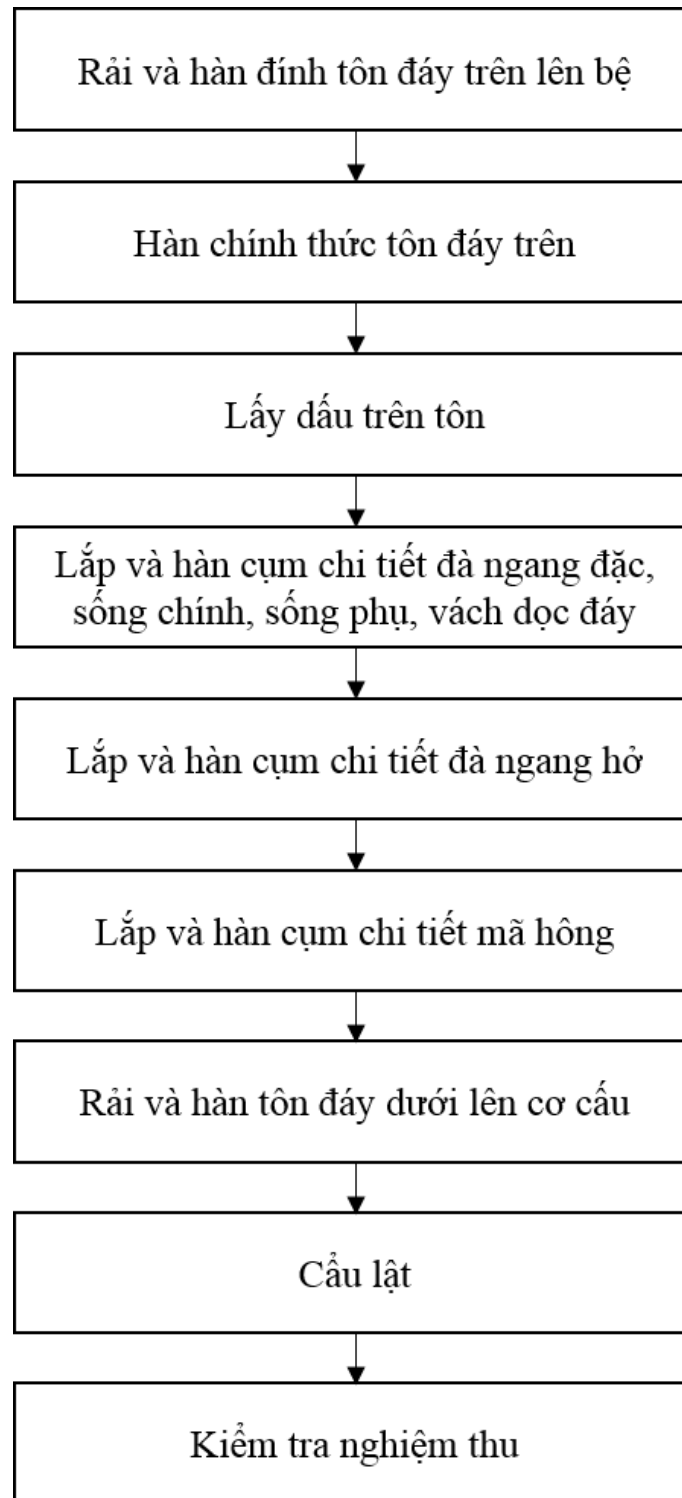 Rải và hàn đính tôn đáy trên lên bệ
Hàn chính thức tôn đáy trên
Lấy dấu trên tôn
Lắp và hàn cụm chi tiết đà ngang đặc,
sống chính, sống phụ, vách dọc đáy
Lắp và hàn cụm chi tiết đà ngang hở
Lắp và hàn cụm chi tiết mã hông
Rải và hàn tôn đáy dưới lên cơ cấu
Cẩu lật
Kiểm tra nghiệm thu